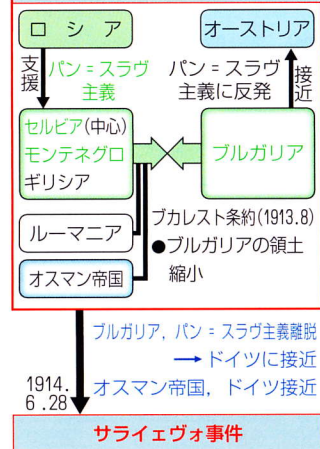 ロシア
オーストリア
支援
パン=スラヴ
主義
パン=スラヴ
主義に反発
接近
セルビア(中心)
モンテネグロ
ギリシア
ブルガリア
ルーマニア
オスマン帝国
ブカレスト条約(1913.8)
●ブルガリアの領土
縮小
ブルガリア,パン=スラヴ主義離脱
→ドイツに接近
オスマン帝国,ドイツ接近
1914.
6.28
サライェヴォ事件